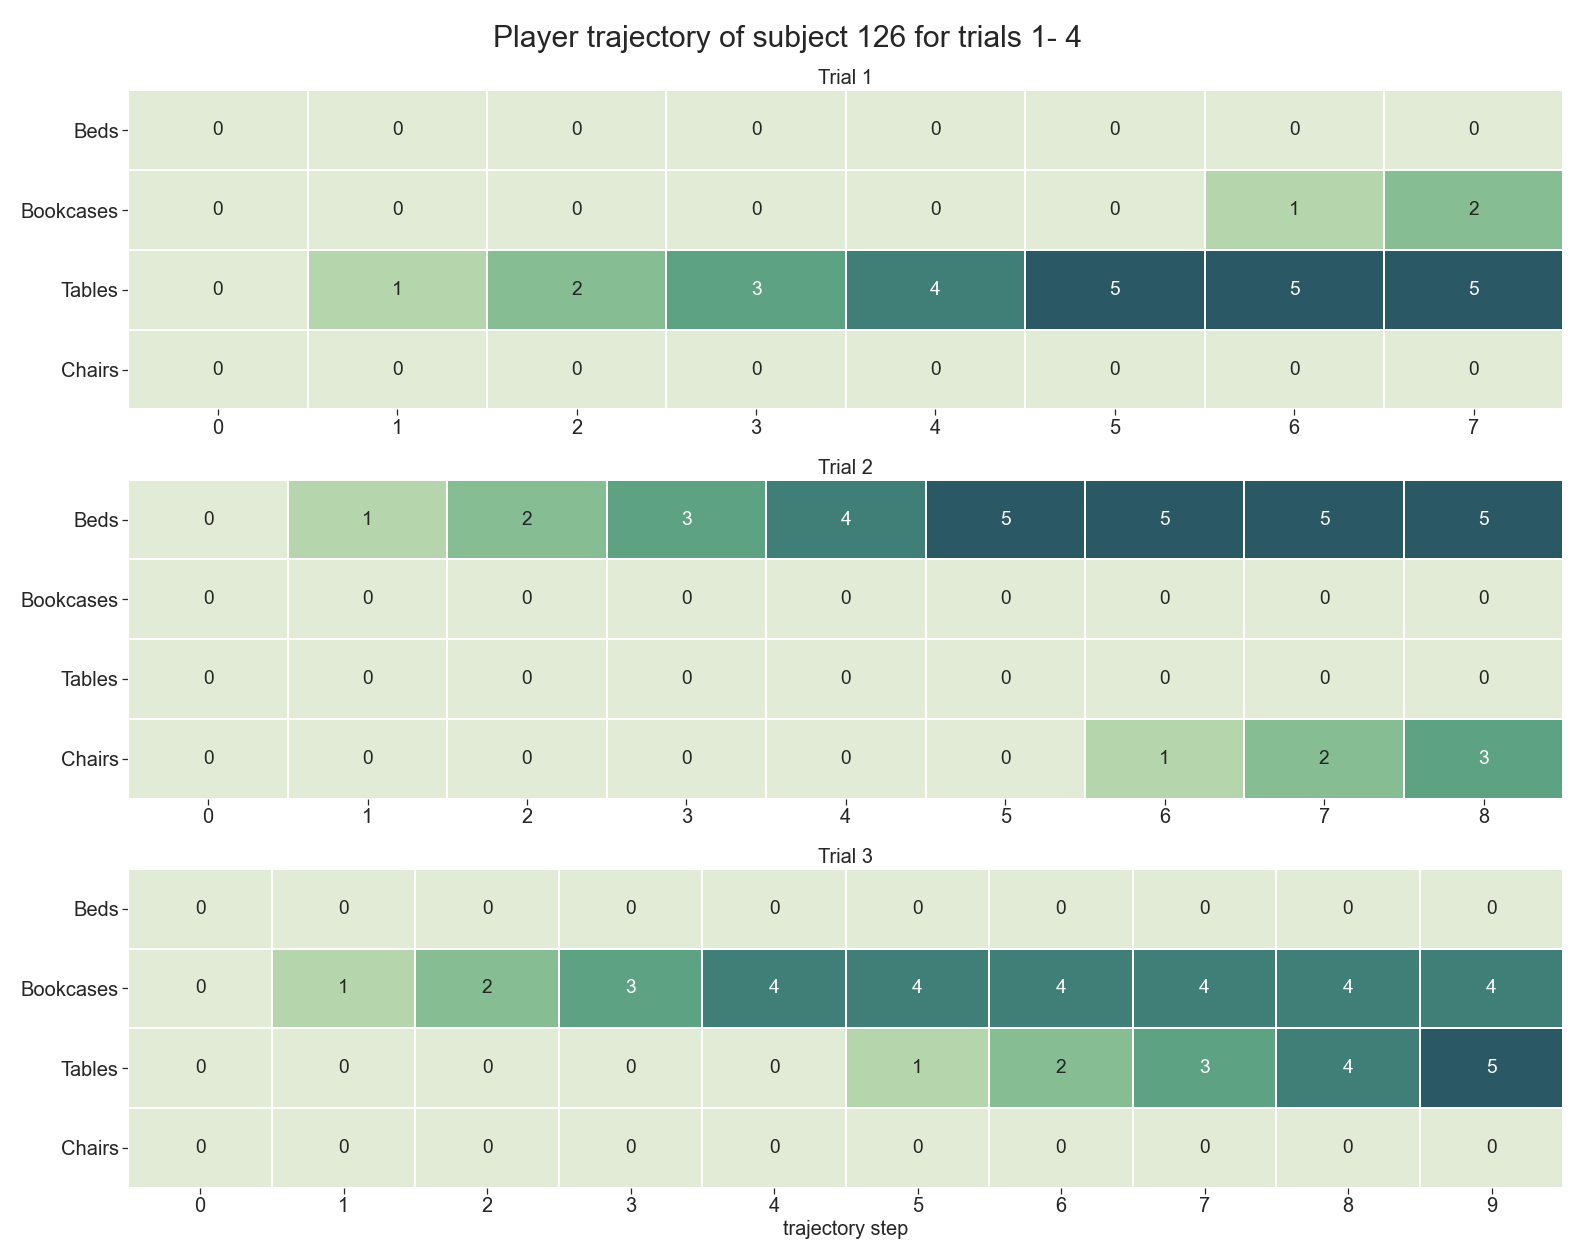 Player trajectory of subject 126 for trials 1- 4
Trial 1
Beds 0 0 0 0 0 0 0 0
Bookcases 0 0 0 0 0 0 1 2
Tables 0 1 2 3 4 5 5 5
Chairs 0 0 0 0 0 0 0 0
0 1 2 3 4 5 6 7
Trial 2
Beds 0 1 2 3 4 5 5 5 5
Bookcases 0 0 0 0 0 0 0 0 0
Tables 0 0 0 0 0 0 0 0 0
Chairs 0 0 0 0 0 0 1 2 3
0 1 2 3 4 5 6 7 8
Trial 3
Beds 0 0 0 0 0 0 0 0 0 0
Bookcases 0 1 2 3 4 4 4 4 4 4
Tables 0 0 0 0 0 1 2 3 4 5
Chairs 0 0 0 0 0 0 0 0 0 0
0 1 2 3 4 5 6 7 8 9
trajectory step